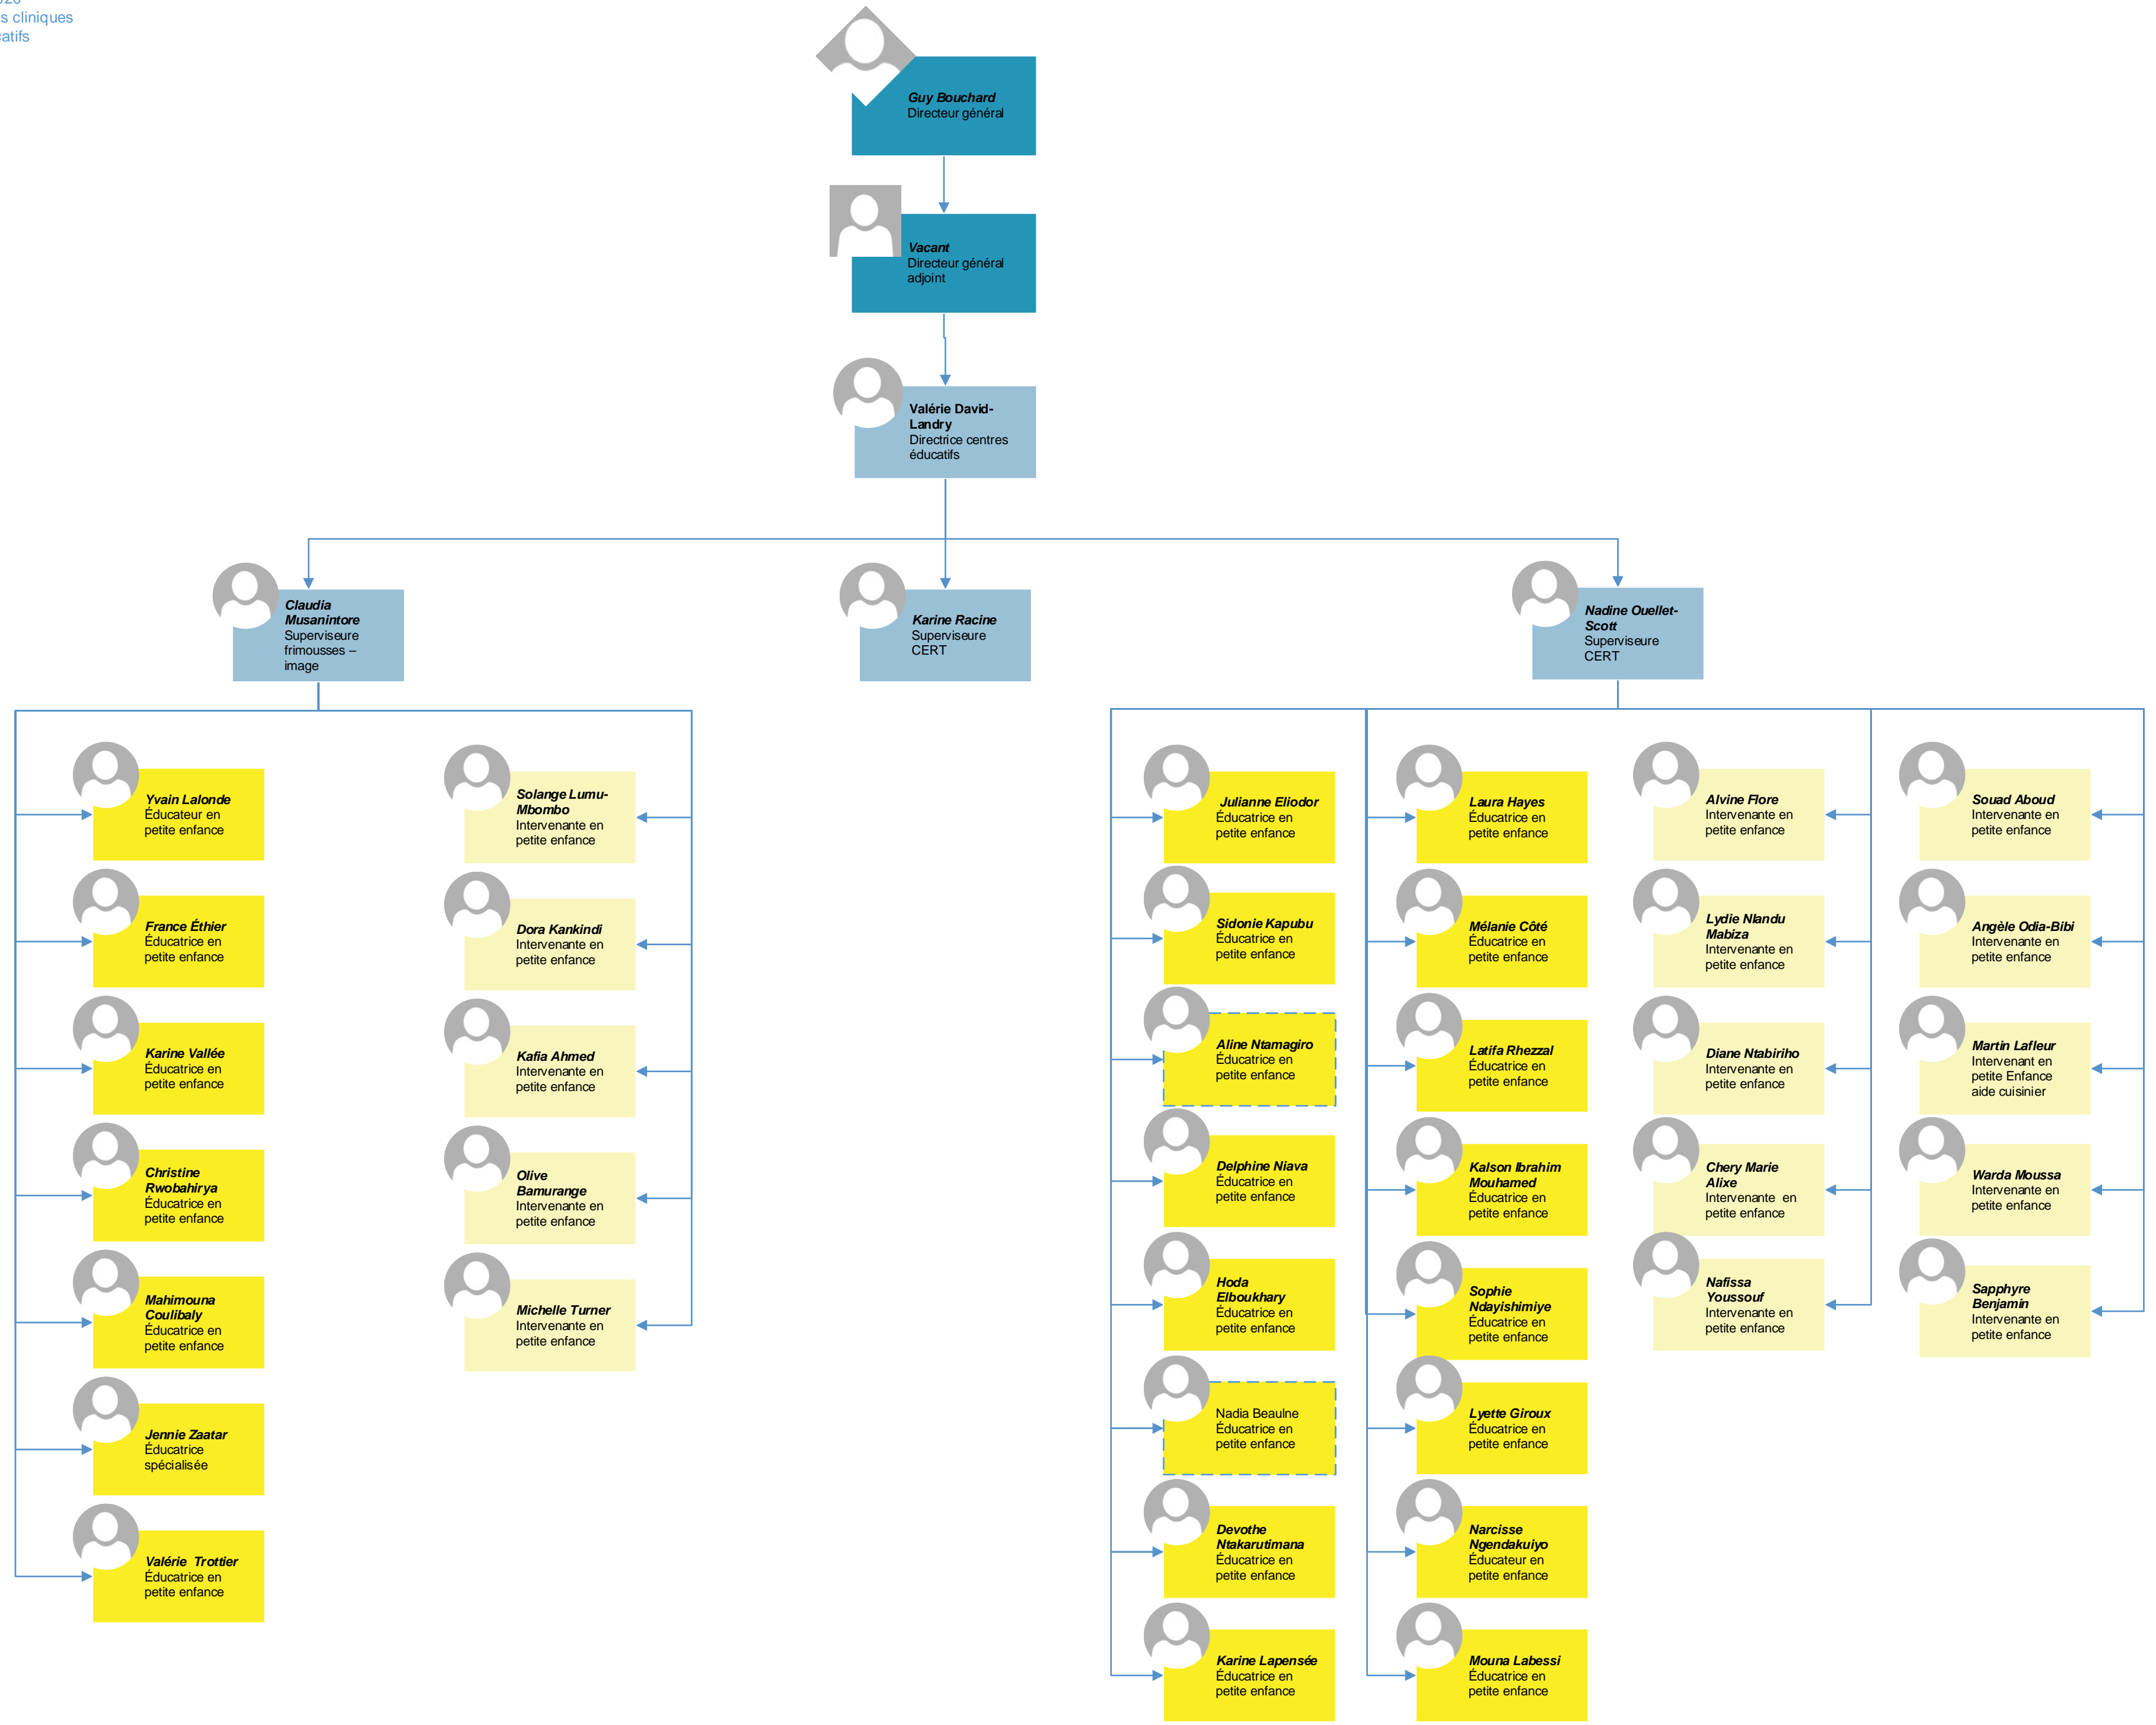 s cliniques
Guy Bouchard
Directeur général
Vacant
Directeur général
adjoint
Valérie David-
Landry
Directrice centres
éducatifs
Claudia
Musanintore
Superviseure
frimousses –
image
Karine Racine
Superviseure
CERT
Nadine Ouellet-
Scott
Superviseure
CERT
Yvain Lalonde
Éducateur en
petite enfance
France Éthier
Éducatrice en
petite enfance
Karine Vallée
Éducatrice en
petite enfance
Christine
Rwobahirya
Éducatrice en
petite enfance
Mahimouna
Coulibaly
Éducatrice en
petite enfance
Jennie Zaatar
Éducatrice
spécialisée
Valérie Trottier
Éducatrice en
petite enfance
Solange Lumu-
Mbombo
Intervenante en
petite enfance
Dora Kankindi
Intervenante en
petite enfance
Kafia Ahmed
Intervenante en
petite enfance
Olive
Bamurange
Intervenante en
petite enfance
Michelle Turner
Intervenante en
petite enfance
Julianne Eliodor
Éducatrice en
petite enfance
Sidonie Kapubu
Éducatrice en
petite enfance
Aline Ntamagiro
Éducatrice en
petite enfance
Delphine Niava
Éducatrice en
petite enfance
Hoda
Elboukhary
Éducatrice en
petite enfance
Nadia Beaulne
Éducatrice en
petite enfance
Devothe
Ntakarutimana
Éducatrice en
petite enfance
Karine Lapensée
Éducatrice en
petite enfance
Laura Hayes
Éducatrice en
petite enfance
Mélanie Côté
Éducatrice en
petite enfance
Latifa Rhezzal
Éducatrice en
petite enfance
Kalson Ibrahim
Mouhamed
Éducatrice en
petite enfance
Sophie
Ndayishimiye
Éducatrice en
petite enfance
Lyette Giroux
Éducatrice en
petite enfance
Narcisse
Ngendakuiyo
Éducateur en
petite enfance
Mouna Labessi
Éducatrice en
petite enfance
Alvine Flore
Intervenante en
petite enfance
Lydie Nlandu
Mabiza
Intervenante en
petite enfance
Diane Ntabiriho
Intervenante en
petite enfance
Chery Marie
Alixe
Intervenante en
petite enfance
Nafissa
Youssouf
Intervenante en
petite enfance
Souad Aboud
Intervenante en
petite enfance
Angèle Odia-Bibi
Intervenante en
petite enfance
Martin Lafleur
Intervenant en
petite Enfance
aide cuisinier
Warda Moussa
Intervenante en
petite enfance
Sapphyre
Benjamin
Intervenante en
petite enfance